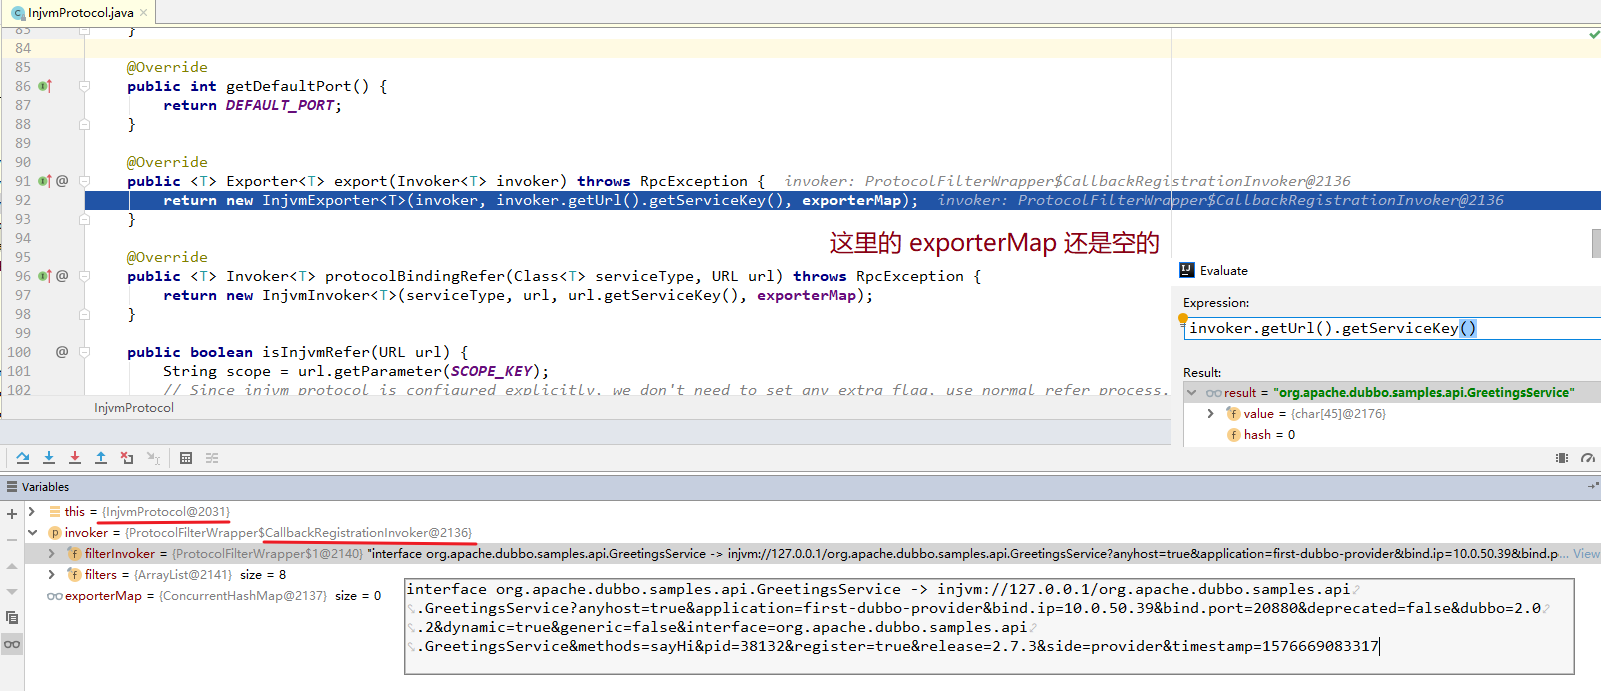 InjvmProtocol.java
83 }
84
85 @Override
86 public int getDefaultPort() {
87 return DEFAULT_PORT;
88 }
89
90 @Override
91 public <T> Exporter<T> export(Invoker<T> invoker) throws RpcException { invoker: ProtocolFilterWrapper$CallbackRegistrationInvoker@2136
92 return new InjvmExporter<T>(invoker, invoker.getUrl().getServiceKey(), exporterMap); invoker: ProtocolFilterWrapper$CallbackRegistrationInvoker@2136
93 }
94
这里的 exporterMap 还是空的
95 @Override
96 public <T> Invoker<T> protocolBindingRefer(Class<T> serviceType, URL url) throws RpcException {
97 return new InjvmInvoker<T>(serviceType, url, url.getServiceKey(), exporterMap);
98 }
99
100 public boolean isInjvmRefer(URL url) {
101 String scope = url.getParameter(SCOPE_KEY);
102 // Since injvm protocol is configured explicitly, we don't need to set any extra flag, use normal refer process.
InjvmProtocol
Evaluate
Expression:
invoker.getUrl().getServiceKey()
Result:
result = "org.apache.dubbo.samples.api.GreetingsService"
value = {char[45]@2176}
hash = 0
Variables
this = {InjvmProtocol@2031}
invoker = {ProtocolFilterWrapper$CallbackRegistrationInvoker@2136}
filterInvoker = {ProtocolFilterWrapper$1@2140} "interface org.apache.dubbo.samples.api.GreetingsService -> injvm://127.0.0.1/org.apache.dubbo.samples.api.GreetingsService?anyhost=true&application=first-dubbo-provider&bind.ip=10.0.50.39&bind.p... View
filters = {ArrayList@2141} size = 8
exporterMap = {ConcurrentHashMap@2137} size = 0
interface org.apache.dubbo.samples.api.GreetingsService -> injvm://127.0.0.1/org.apache.dubbo.samples.api
.GreetingsService?anyhost=true&application=first-dubbo-provider&bind.ip=10.0.50.39&bind.port=20880&deprecated=false&dubbo=2.0
.2&dynamic=true&generic=false&interface=org.apache.dubbo.samples.api
.GreetingsService&methods=sayHi&pid=38132&register=true&release=2.7.3&side=provider&timestamp=1576669083317